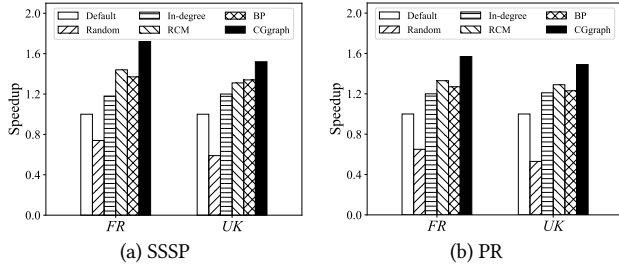 Default In-degree BP
Random RCM CGgraph
Speedup
2.0
1.6
1.2
0.8
0.4
0.0
FR UK
(a) SSSP
Default In-degree BP
Random RCM CGgraph
Speedup
2.0
1.6
1.2
0.8
0.4
0.0
FR UK
(b) PR